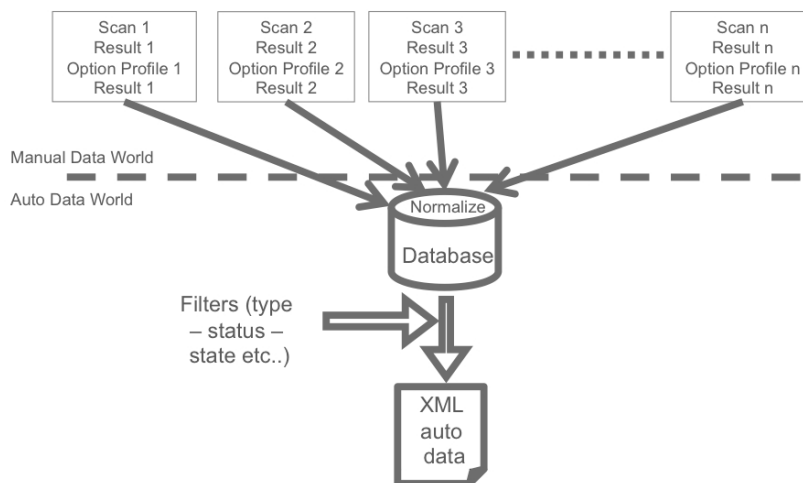 Scan 1
Result 1
Option Profile 1
Result 1
Scan 2
Result 2
Option Profile 2
Result 2
Scan 3
Result 3
Option Profile 3
Result 3
Scan n
Result n
Option Profile n
Result n
Manual Data World
Auto Data World
Normalize
Database
Filters (type
– status –
state etc..)
XML
auto
data